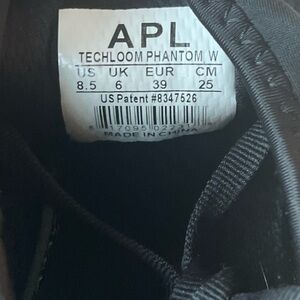 APL
TECHLOOM PHANTOM W
US UK EUR CM
8.5 6 39 25
US Patent #8347526
MADE IN CHINA